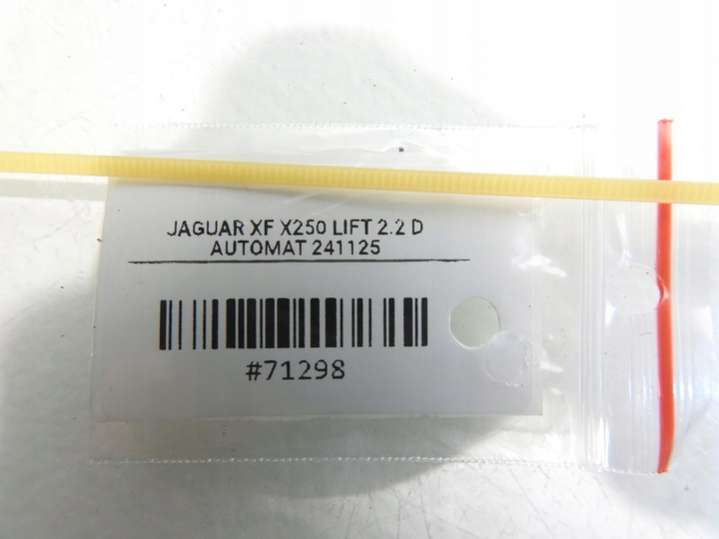 JAGUAR XF X250 LIFT 2.2 D
AUTOMAT 241125
#71298